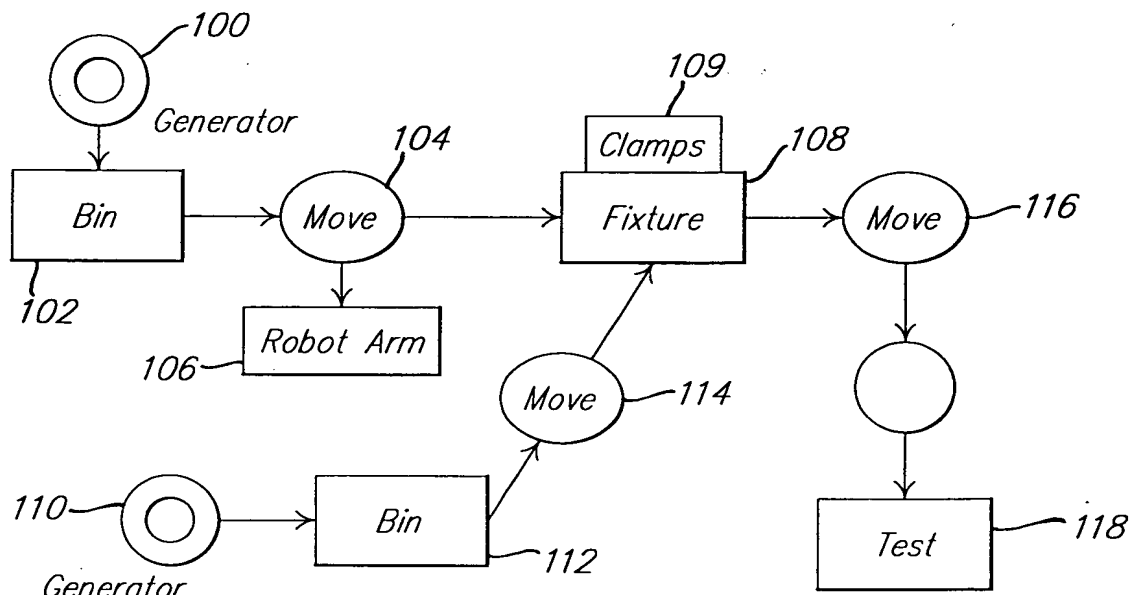 100
Generator
109
Clamps
104
108
Bin
Move
Fixture
Move
116
102
Robot Arm
106
Move
114
110
Bin
112
Test
118
Generator